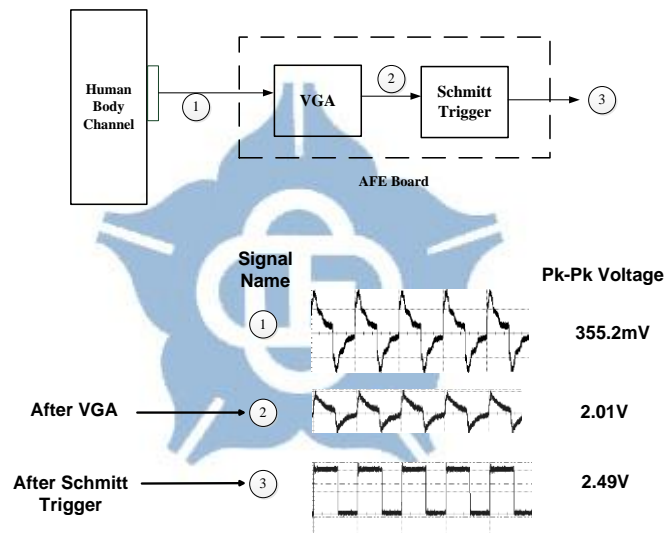 Human
Body
Channel
1
VGA
2
Schmitt
Trigger
3
AFE Board
Signal
Name
Pk-Pk Voltage
1
355.2mV
After VGA
2
2.01V
After Schmitt
Trigger
3
2.49V